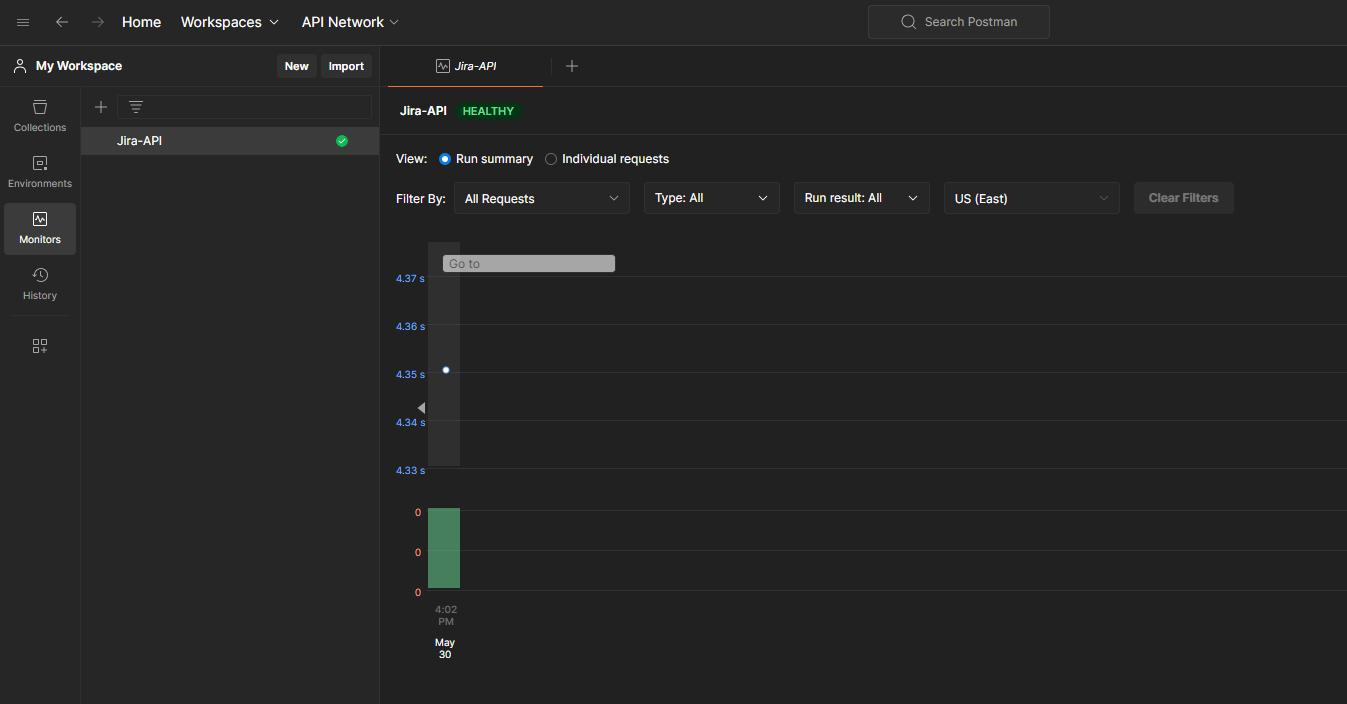 Home Workspaces API Network Search Postman
My Workspace New Import Jira-API
Collections
Environments
Monitors
History
Jira-API
Jira-API HEALTHY
View: Run summary Individual requests
Filter By: All Requests Type: All Run result: All US (East) Clear Filters
Go to
4.37 s
4.36 s
4.35 s
4.34 s
4.33 s
0
0
0
4:02
PM
May
30